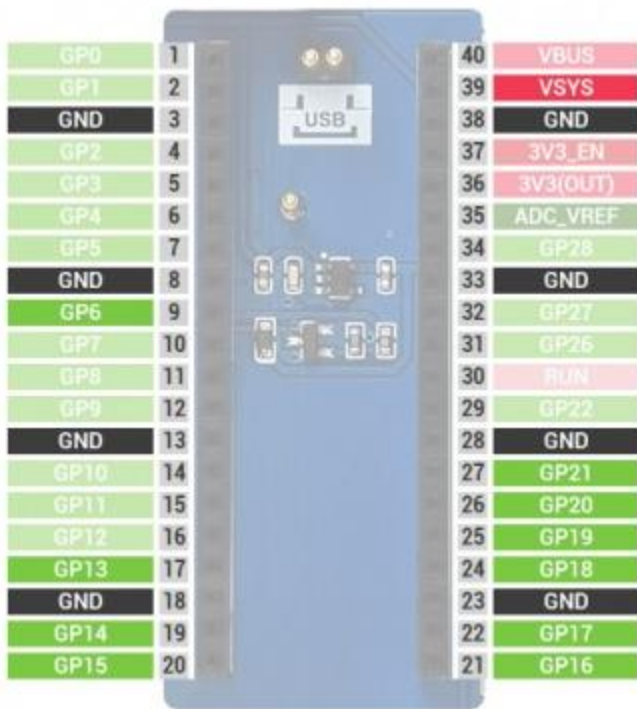 GP0 1 40 VBUS
GP1 2 39 VSYS
GND 3 USB 38 GND
GP2 4 37 3V3_EN
GP3 5 36 3V3(OUT)
GP4 6 35 ADC_VREF
GP5 7 34 GP28
GND 8 33 GND
GP6 9 32 GP27
GP7 10 31 GP26
GP8 11 30 RUN
GP9 12 29 GP22
GND 13 28 GND
GP10 14 27 GP21
GP11 15 26 GP20
GP12 16 25 GP19
GP13 17 24 GP18
GND 18 23 GND
GP14 19 22 GP17
GP15 20 21 GP16